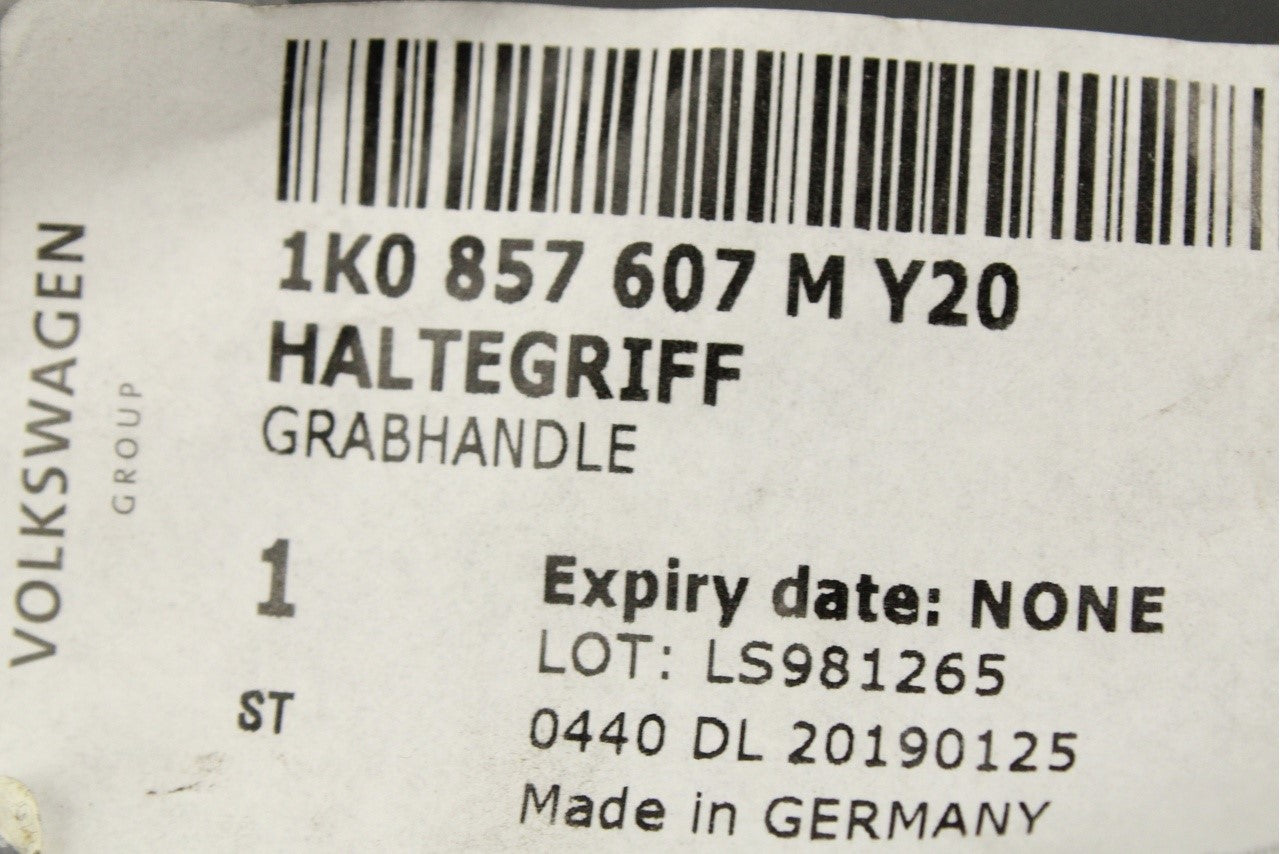 1K0 857 607 M Y20
HALTEGRIFF
GRABHANDLE
VOLKSWAGEN
GROUP
1
ST
Expiry date: NONE
LOT: LS981265
0440 DL 20190125
Made in GERMANY